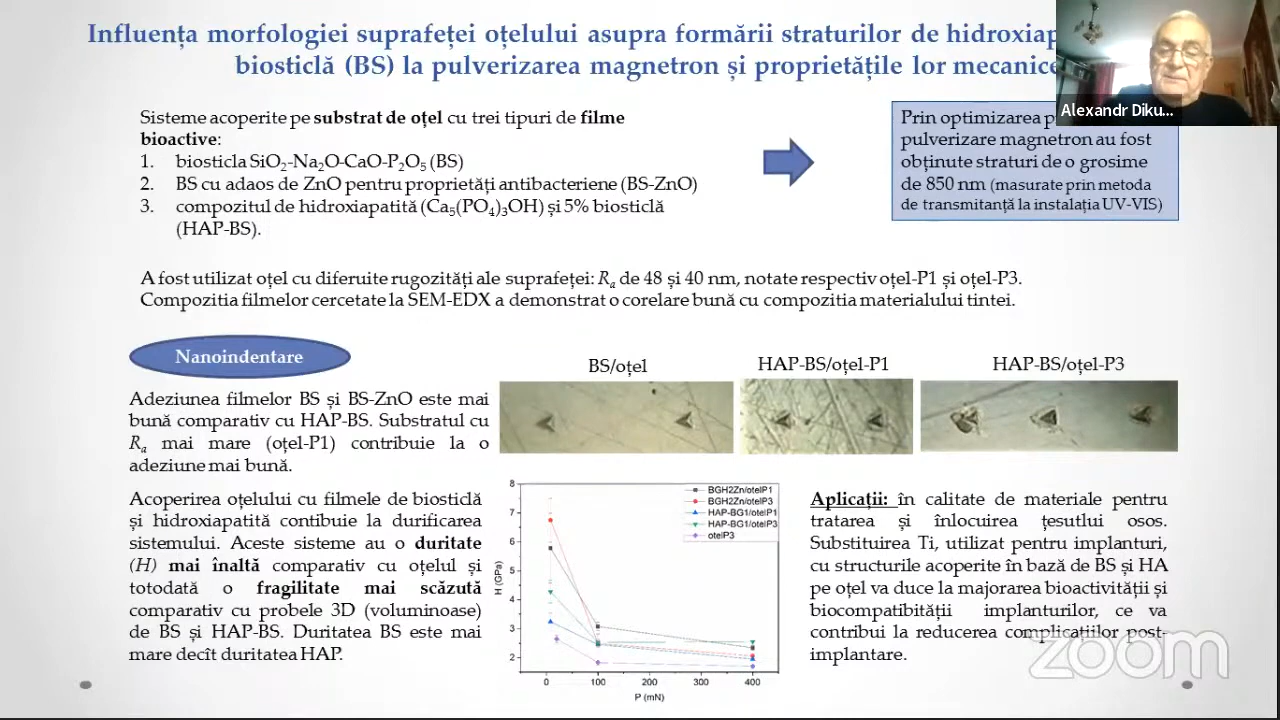 Influența morfologiei suprafeței oțelului asupra formării straturilor de
biosticlă (BS) la pulverizarea magnetron și proprietățile lor mecanice
Alexandr Diku...
Sisteme acoperite pe substrat de oțel cu trei tipuri de filme
bioactive:
1. biosticla SiO₂-Na₂O-CaO-P₂O₅ (BS)
2. BS cu adaos de ZnO pentru proprietăți antibacteriene (BS-ZnO)
3. compozitul de hidroxiapatită (Ca₅(PO₄)₃OH) și 5% biosticlă
(HAP-BS).
Prin optimizarea
pulverizare magnetron au fost
obținute straturi de o grosime
de 850 nm (masurate prin metoda
de transmitanță la instalația UV-VIS)
A fost utilizat oțel cu diferuite rugozități ale suprafeței: Rₐ de 48 și 40 nm, notate respectiv oțel-P1 și oțel-P3.
Compozitia filmelor cercetate la SEM-EDX a demonstrat o corelare bună cu compozitia materialului tintei.
Nanoindentare
BS/oțel
HAP-BS/oțel-P1
HAP-BS/oțel-P3
Adeziunea filmelor BS și BS-ZnO este mai
bună comparativ cu HAP-BS. Substratul cu
Rₐ mai mare (oțel-P1) contribuie la o
adeziune mai bună.
Acoperirea oțelului cu filmele de biosticlă
și hidroxiapatită contibuie la durificarea
sistemului. Aceste sisteme au o duritate
(H) mai înaltă comparativ cu oțelul și
totodată o fragilitate mai scăzută
comparativ cu probele 3D (voluminoase)
de BS și HAP-BS. Duritatea BS este mai
mare decît duritatea HAP.
BGH2Zn/otelP1
BGH2Zn/otelP3
HAP-BG1/otelP1
HAP-BG1/otelP3
otelP3
H (GPa)
8
7
6
5
4
3
2
0 100 200 300 400
P (mN)
Aplicații: în calitate de materiale pentru
tratarea și înlocuirea țesutlui osos.
Substituirea Ti, utilizat pentru implanturi,
cu structurile acoperite în bază de BS și HA
pe oțel va duce la majorarea bioactivității și
biocompatibității implanturilor, ce va
contribui la reducerea complicațiilor post-
implantare.
zoom